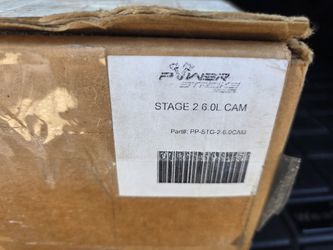 POWER
STROKE
STAGE 2 6.0L CAM
Part#: PP-STG-2-6.0CAM